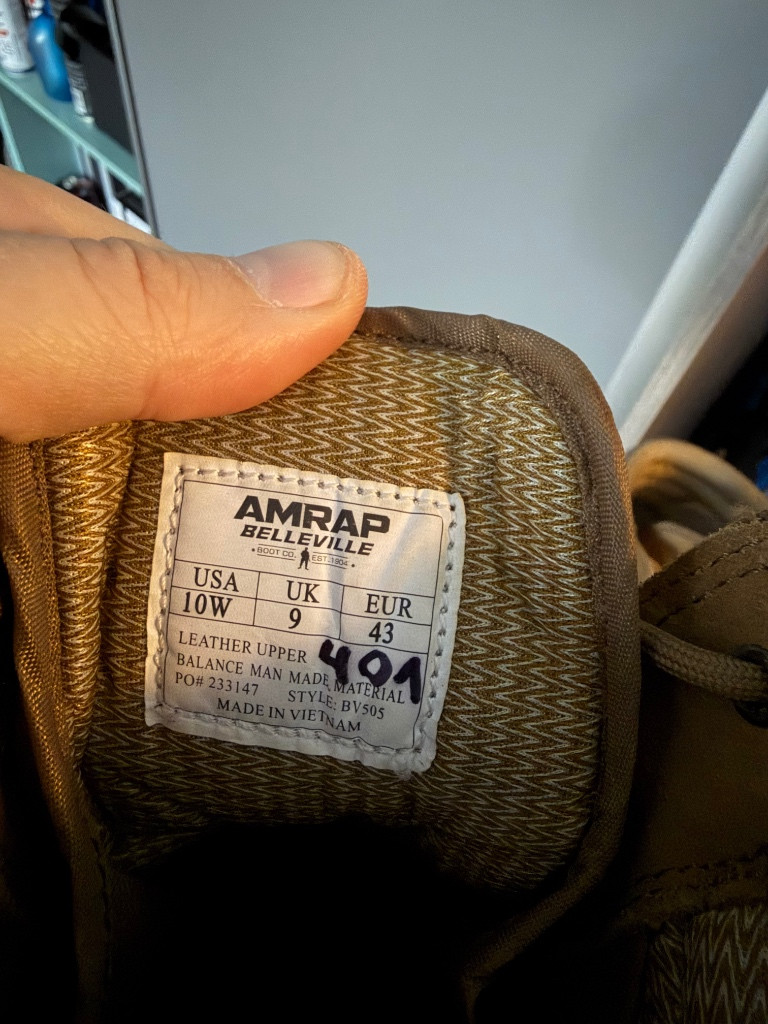 AMRAP
BELLEVILLE
BOOT CO. EST. 1904
USA UK EUR
10W 9 43
LEATHER UPPER
401
BALANCE MAN MADE MATERIAL
PO# 233147 STYLE: BV505
MADE IN VIETNAM